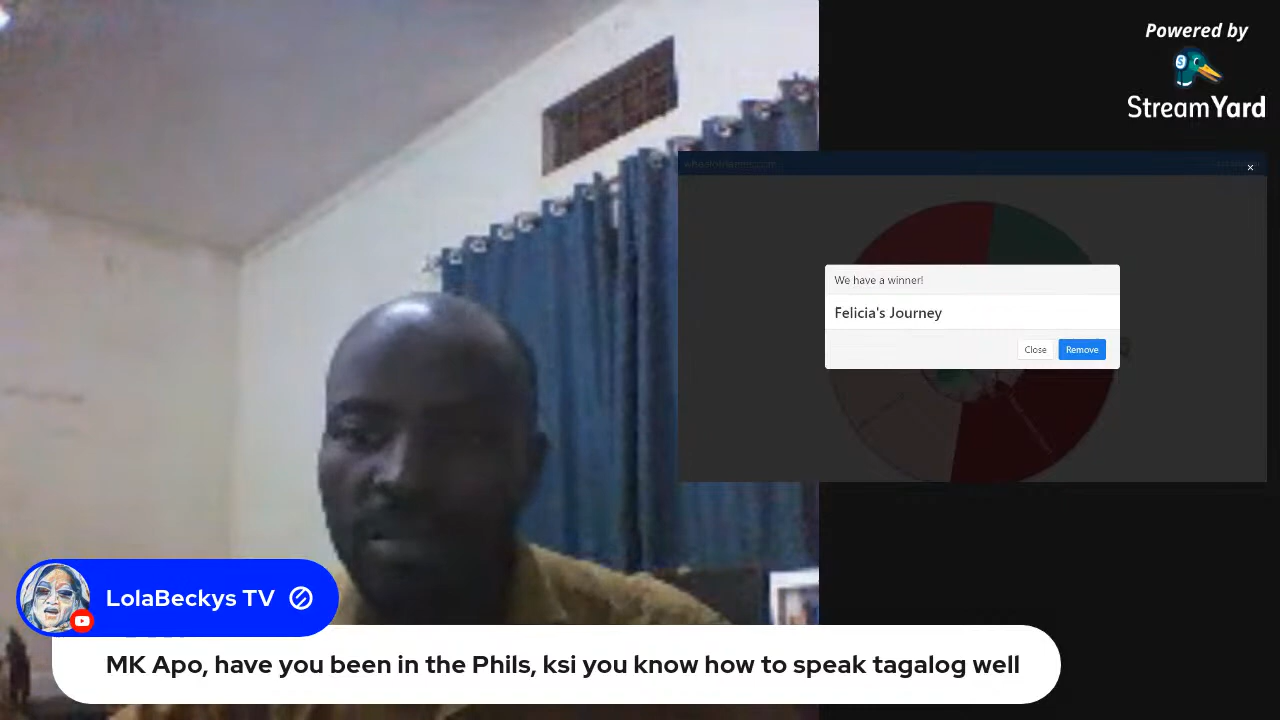 Powered by
StreamYard
We have a winner!
Felicia's Journey
Close
Remove
LolaBeckys TV
MK Apo, have you been in the Phils, ksi you know how to speak tagalog well